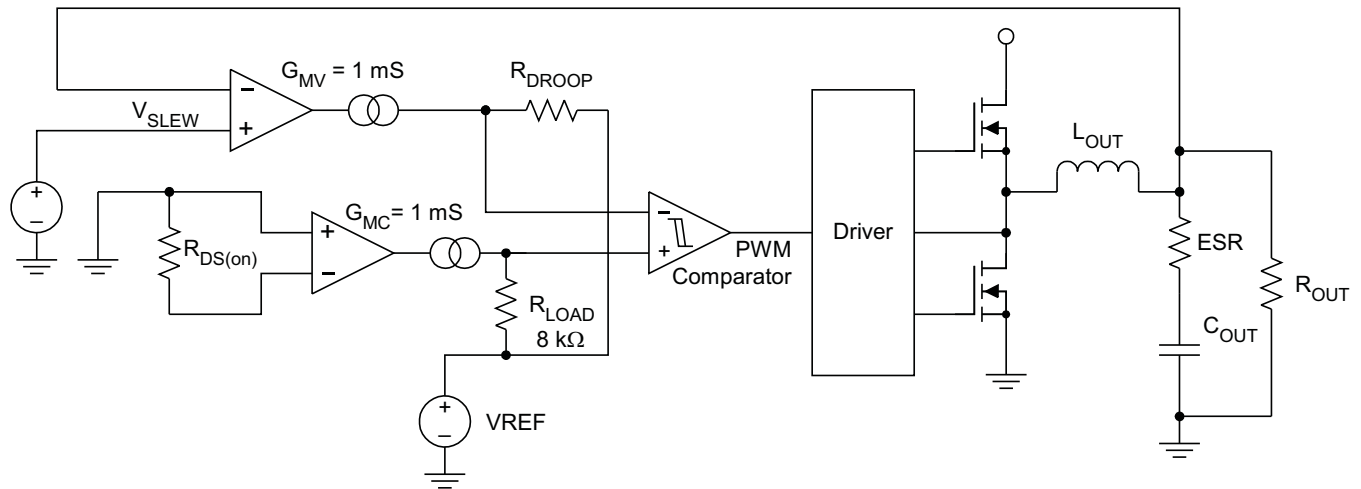 G_MV = 1 mS
R_DROOP
V_SLEW
+
−
+
−
L_OUT
G_MC = 1 mS
+
−
R_DS(on)
−
+
PWM
Comparator
Driver
ESR
R_OUT
R_LOAD
8 kΩ
C_OUT
+
−
VREF